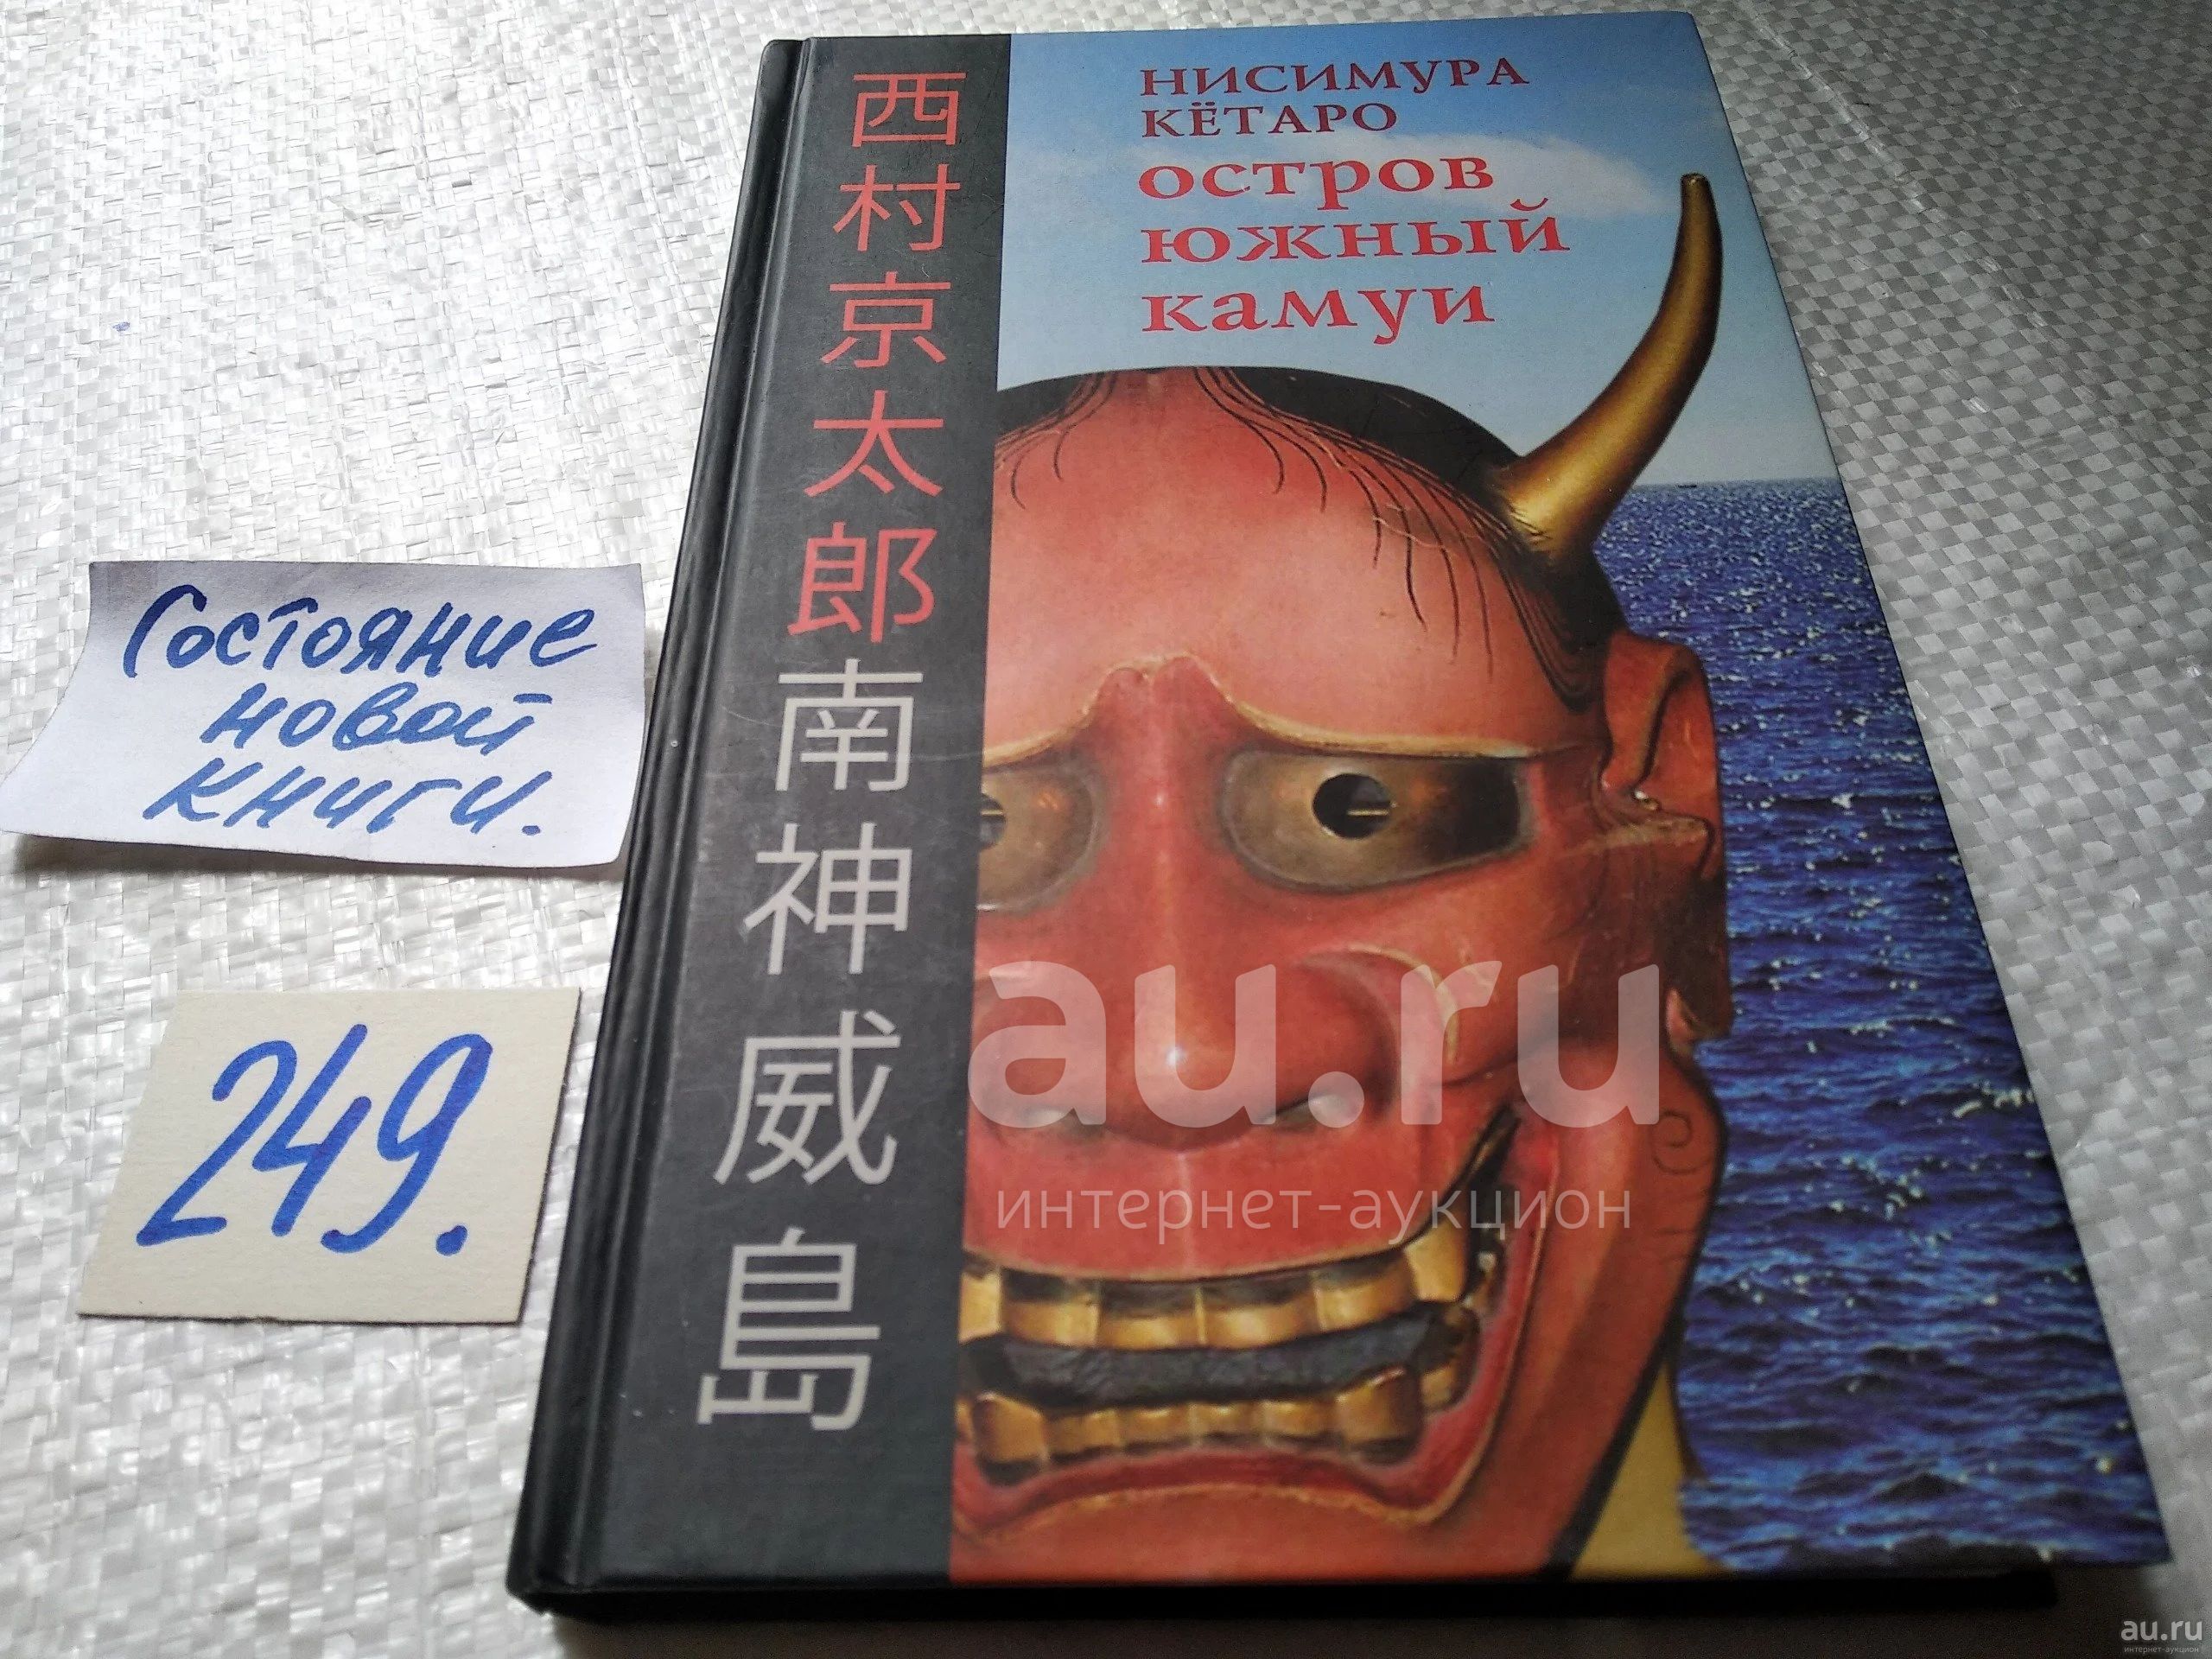 西村京太郎南神威島
НИСИМУРА
КЁТАРО
остров
южный
камуи
Состояние
новой
книги.
249.
au.ru
интернет-аукцион
au.ru
интернет-аукцион